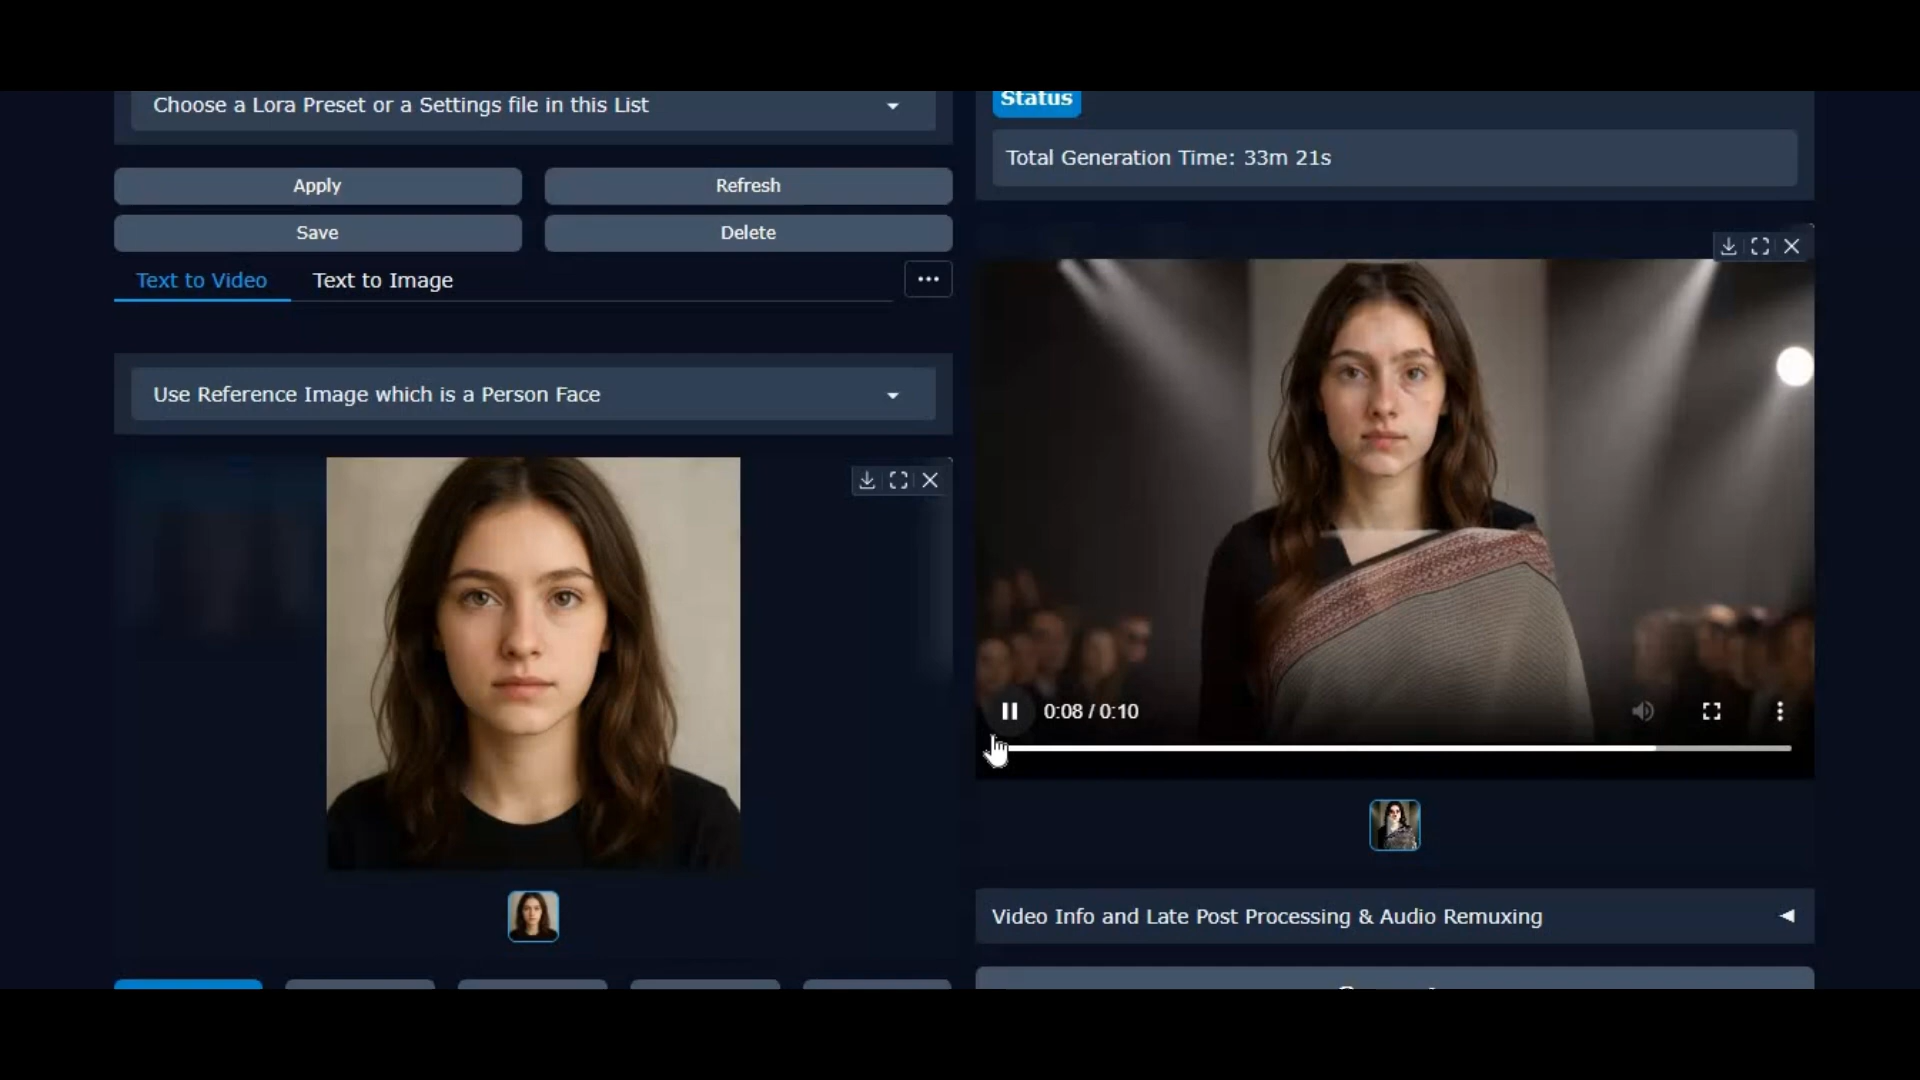 Choose a Lora Preset or a Settings file in this List
Apply
Refresh
Save
Delete
Text to Video
Text to Image
Use Reference Image which is a Person Face
Status
Total Generation Time: 33m 21s
0:08 / 0:10
Video Info and Late Post Processing & Audio Remuxing